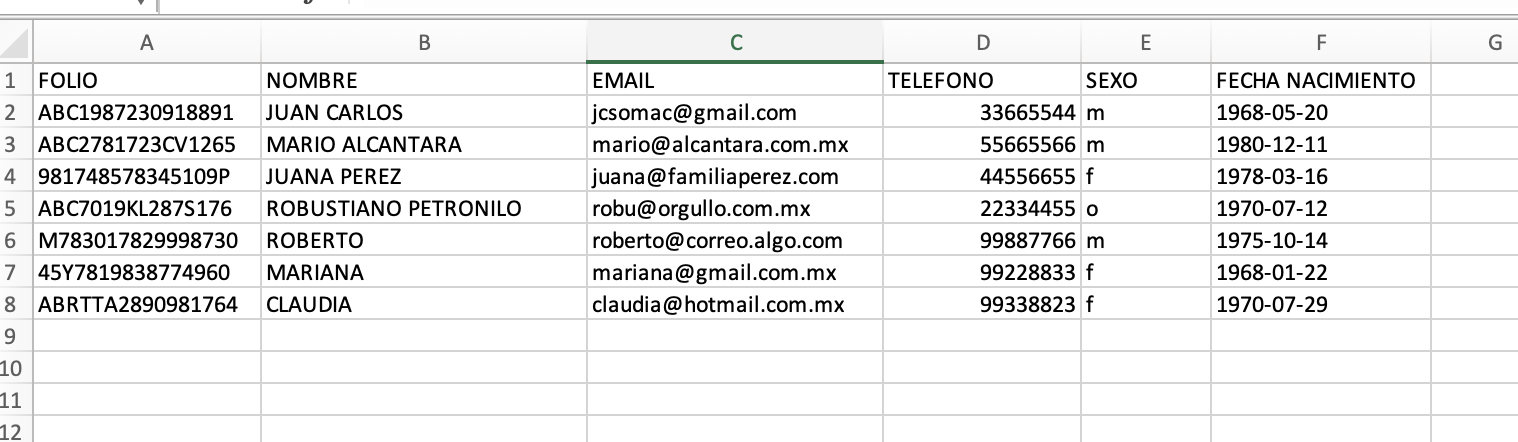 A B C D E F G
1 FOLIO NOMBRE EMAIL TELEFONO SEXO FECHA NACIMIENTO
2 ABC1987230918891 JUAN CARLOS jcsomac@gmail.com 33665544 m 1968-05-20
3 ABC2781723CV1265 MARIO ALCANTARA mario@alcantara.com.mx 55665566 m 1980-12-11
4 981748578345109P JUANA PEREZ juana@familiaperez.com 44556655 f 1978-03-16
5 ABC7019KL287S176 ROBUSTIANO PETRONILO robu@orgullo.com.mx 22334455 o 1970-07-12
6 M783017829998730 ROBERTO roberto@correo.algo.com 99887766 m 1975-10-14
7 45Y7819838774960 MARIANA mariana@gmail.com.mx 99228833 f 1968-01-22
8 ABRTTA2890981764 CLAUDIA claudia@hotmail.com.mx 99338823 f 1970-07-29
9
10
11
12